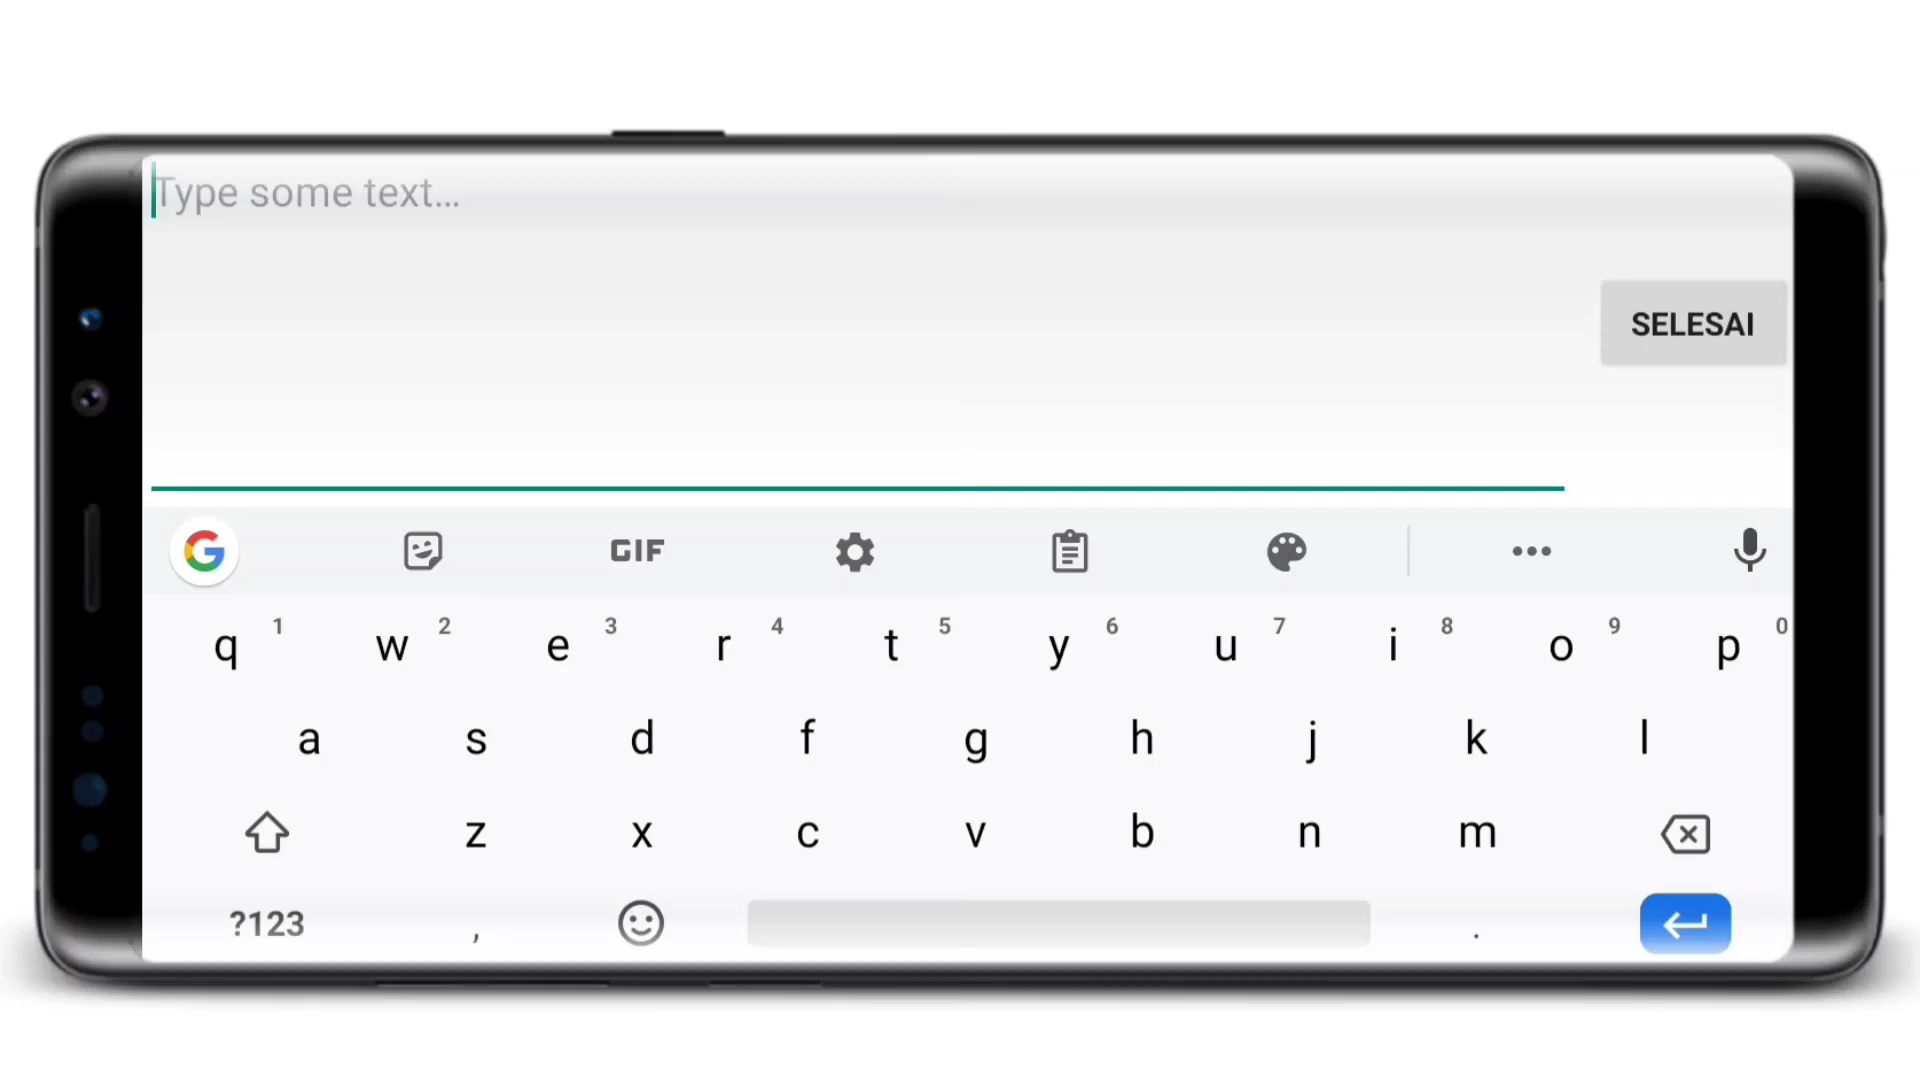 Type some text...
SELESAI
G GIF
q 1 w 2 e 3 r 4 t 5 y 6 u 7 i 8 o 9 p 0
a s d f g h j k l
z x c v b n m
?123 , .